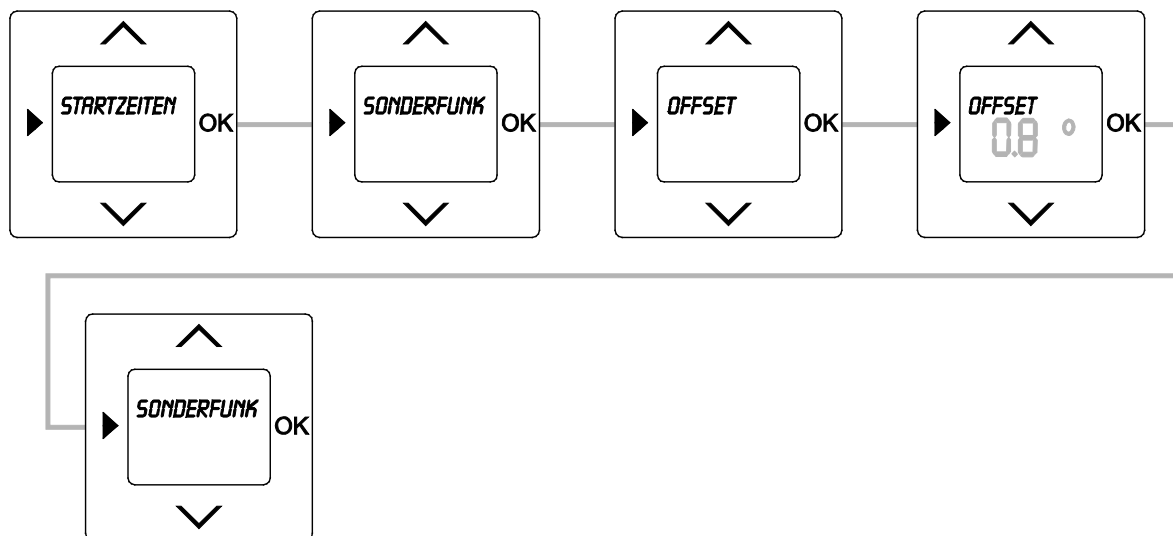 STARTZEITEN
OK
SONDERFUNK
OK
OFFSET
OK
OFFSET
0.8 °
OK
SONDERFUNK
OK